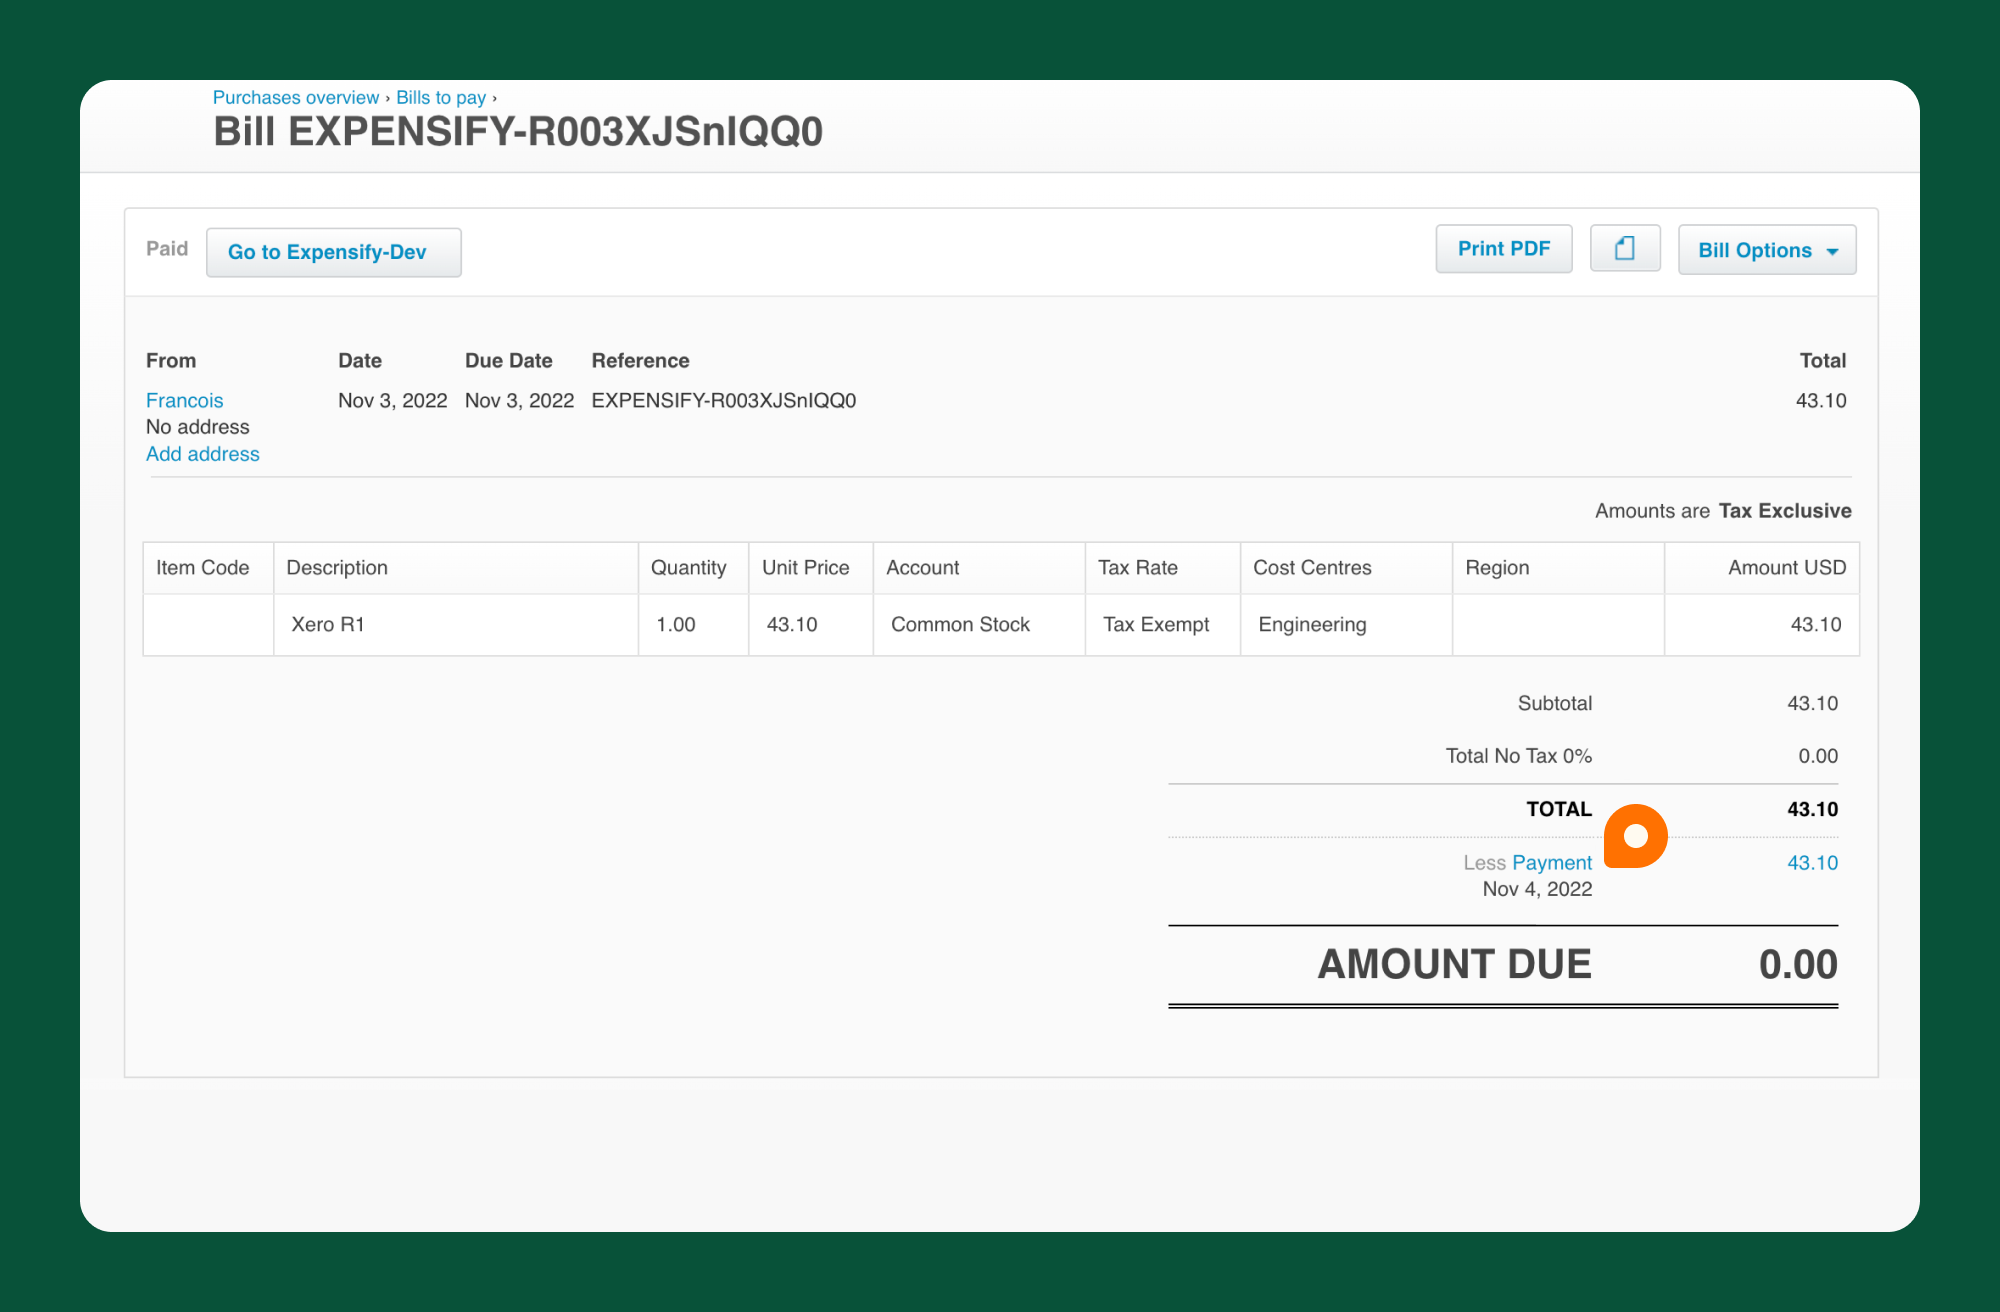 Purchases overview › Bills to pay ›
Bill EXPENSIFY-R003XJSnIQQ0
Paid Go to Expensify-Dev Print PDF Bill Options
From Date Due Date Reference Total
Francois Nov 3, 2022 Nov 3, 2022 EXPENSIFY-R003XJSnIQQ0 43.10
No address
Add address
Amounts are Tax Exclusive
Item Code Description Quantity Unit Price Account Tax Rate Cost Centres Region Amount USD
Xero R1 1.00 43.10 Common Stock Tax Exempt Engineering 43.10
Subtotal 43.10
Total No Tax 0% 0.00
TOTAL 43.10
Less Payment 43.10
Nov 4, 2022
AMOUNT DUE 0.00